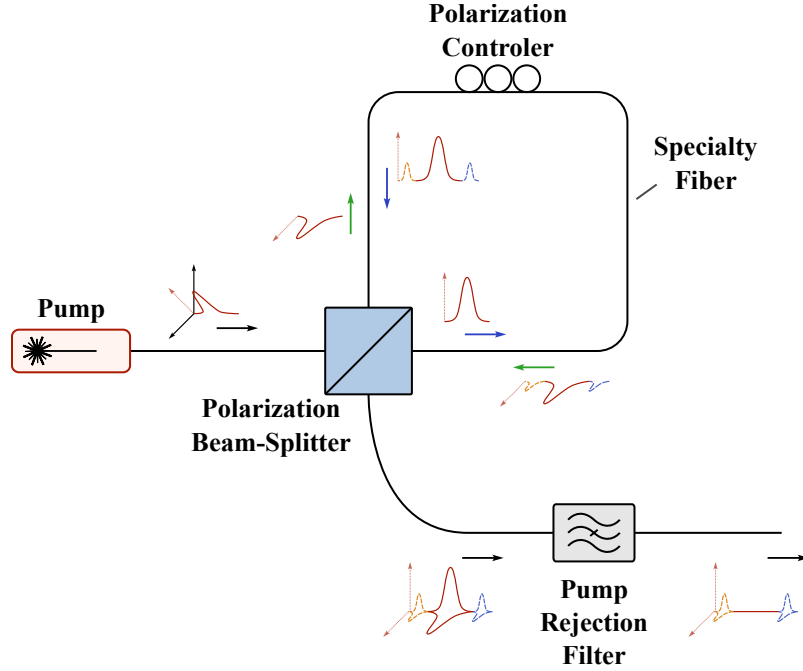 Polarization
Controler
Specialty
Fiber
Pump
Polarization
Beam-Splitter
Pump
Rejection
Filter